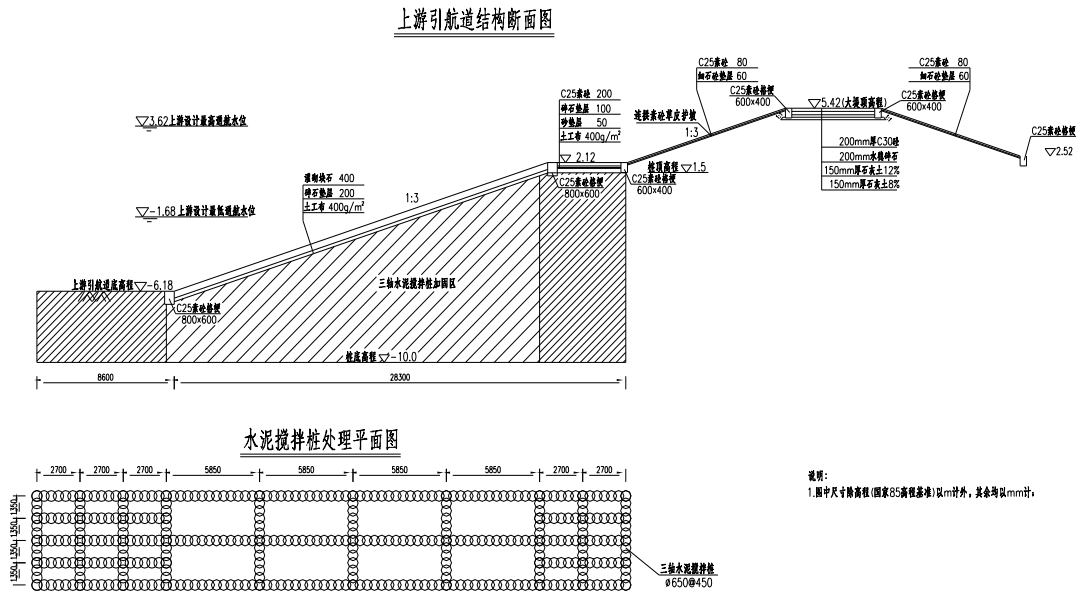 上游引航道结构断面图
C25素砼 80
细石砼垫层 60
C25素砼 80
细石砼垫层 60
C25素砼 200
碎石垫层 100
砂垫层 50
土工布 400g/m²
C25素砼格梗
600x400
5.42(大堤顶高程)
C25素砼格梗
600x400
3.62上游设计最高通航水位
连接素砼草皮护坡
1:3
C25素砼格梗
2.52
200mm厚C30砼
200mm水稳碎石
150mm厚石灰土12%
150mm厚石灰土8%
2.12
桩顶高程 1.5
C25素砼格梗
800x600
C25素砼格梗
600x400
灌砌块石 400
碎石垫层 200
土工布 400g/m²
1:3
-1.68上游设计最低通航水位
上游引航道底高程 -6.18
三轴水泥搅拌桩加固区
C25素砼格梗
800x600
桩底高程 -10.0
8600
28300
水泥搅拌桩处理平面图
2700 2700 2700 5850 5850 5850 5850 2700 2700
1350 1350 1350 1350
三轴水泥搅拌桩
ø650@450
说明:
1.图中尺寸除高程(国家85高程基准)以m计外，其余均以mm计;